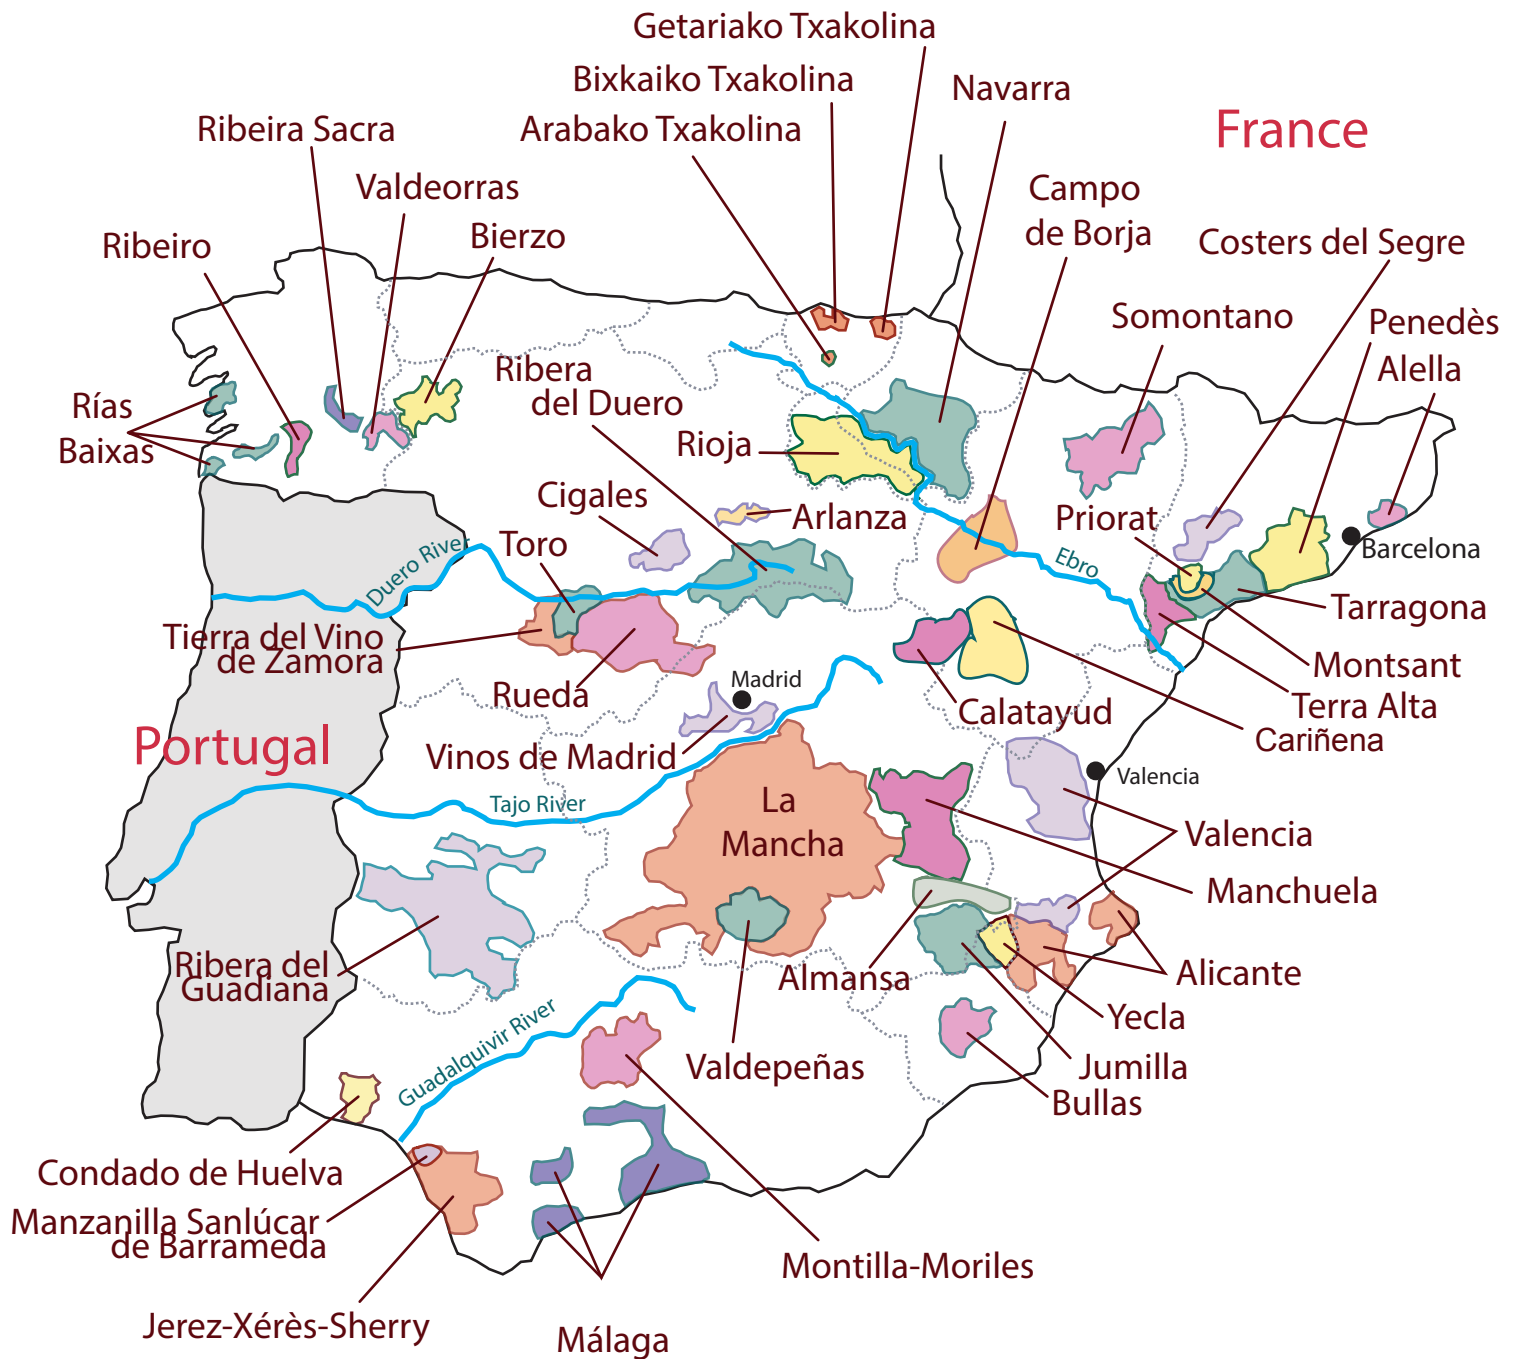 Getariako Txakolina
Bixkaiko Txakolina
Navarra
Arabako Txakolina
France
Ribeira Sacra
Valdeorras
Campo
de Borja
Bierzo
Ribeiro
Costers del Segre
Somontano
Penedès
Alella
Ribera
del Duero
Rías
Baixas
Rioja
Cigales
Arlanza
Priorat
Toro
Barcelona
Duero River
Ebro
Tarragona
Tierra del Vino
de Zamora
Montsant
Rueda
Madrid
Terra Alta
Calatayud
Cariñena
Portugal
Vinos de Madrid
Valencia
Tajo River
La
Mancha
Valencia
Manchuela
Ribera del
Guadiana
Almansa
Alicante
Yecla
Guadalquivir River
Valdepeñas
Jumilla
Bullas
Condado de Huelva
Manzanilla Sanlúcar
de Barrameda
Montilla-Moriles
Jerez-Xérès-Sherry
Málaga